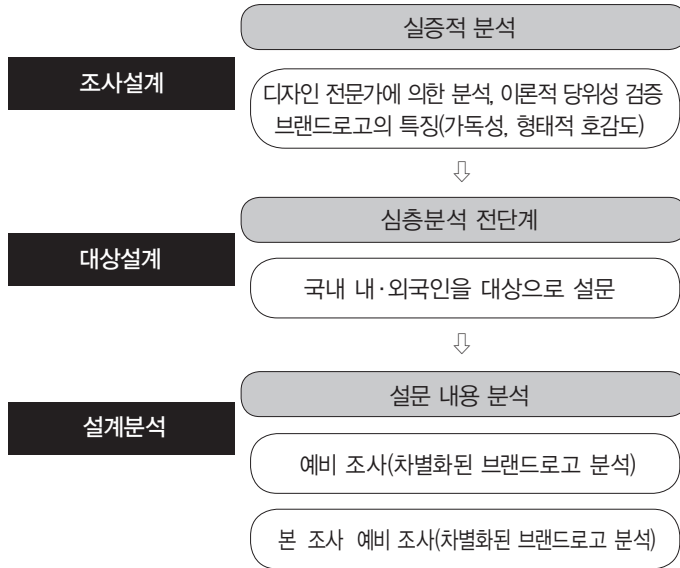 실증적 분석
조사설계
디자인 전문가에 의한 분석, 이론적 당위성 검증
브랜드로고의 특징(가독성, 형태적 호감도)
⇩
심층분석 전단계
대상설계
국내 내·외국인을 대상으로 설문
⇩
설문 내용 분석
설계분석
예비 조사(차별화된 브랜드로고 분석)
본 조사 예비 조사(차별화된 브랜드로고 분석)